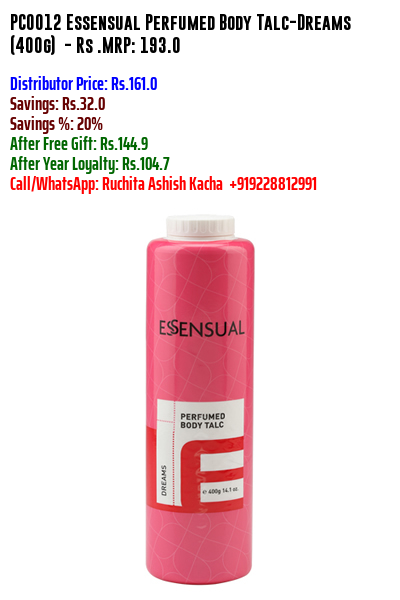 PC0012 Essensual Perfumed Body Talc-Dreams
(400g) - Rs .MRP: 193.0
Distributor Price: Rs.161.0
Savings: Rs.32.0
Savings %: 20%
After Free Gift: Rs.144.9
After Year Loyalty: Rs.104.7
Call/WhatsApp: Ruchita Ashish Kacha +919228812991
ESSENSUAL
PERFUMED
BODY TALC
DREAMS
e 400g 14.1 oz.